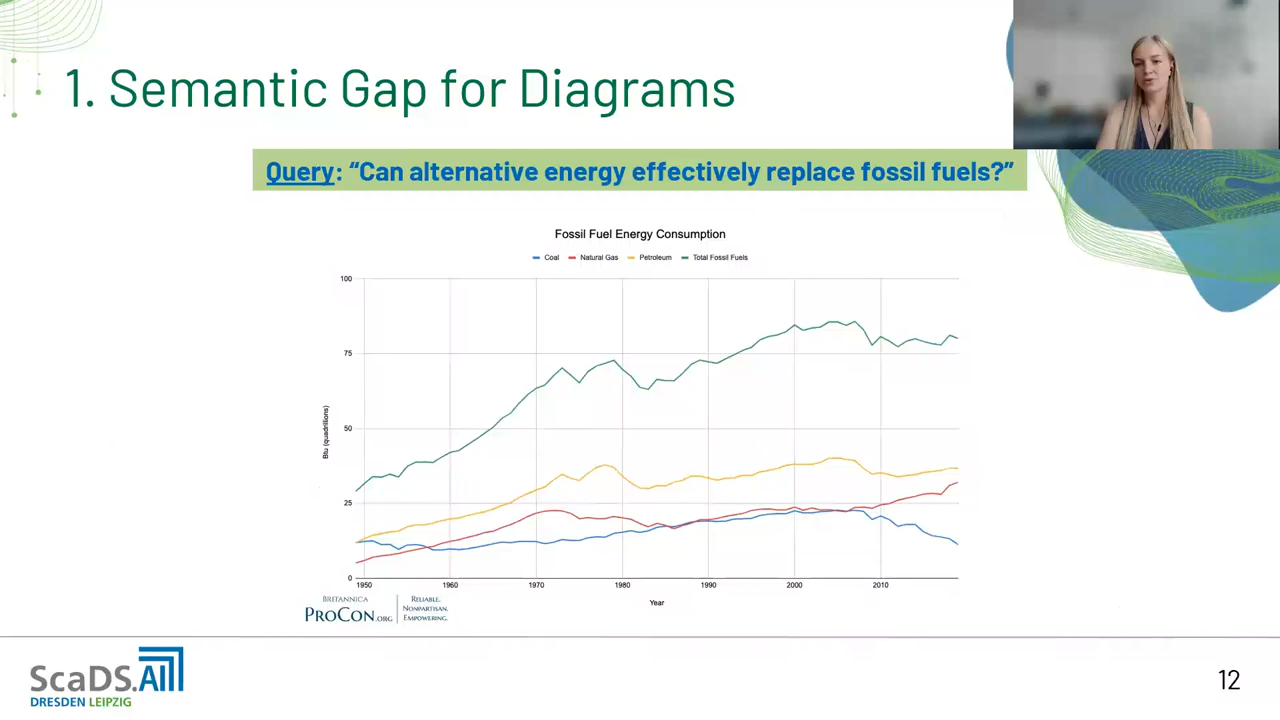 1. Semantic Gap for Diagrams
Query: “Can alternative energy effectively replace fossil fuels?”
Fossil Fuel Energy Consumption
Coal Natural Gas Petroleum Total Fossil Fuels
100
75
50
25
0
Btu (quadrillions)
1950 1960 1970 1980 1990 2000 2010
Year
BRITANNICA
PROCON.ORG
RELIABLE.
NONPARTISAN.
EMPOWERING.
ScaDS.AI
DRESDEN LEIPZIG
12